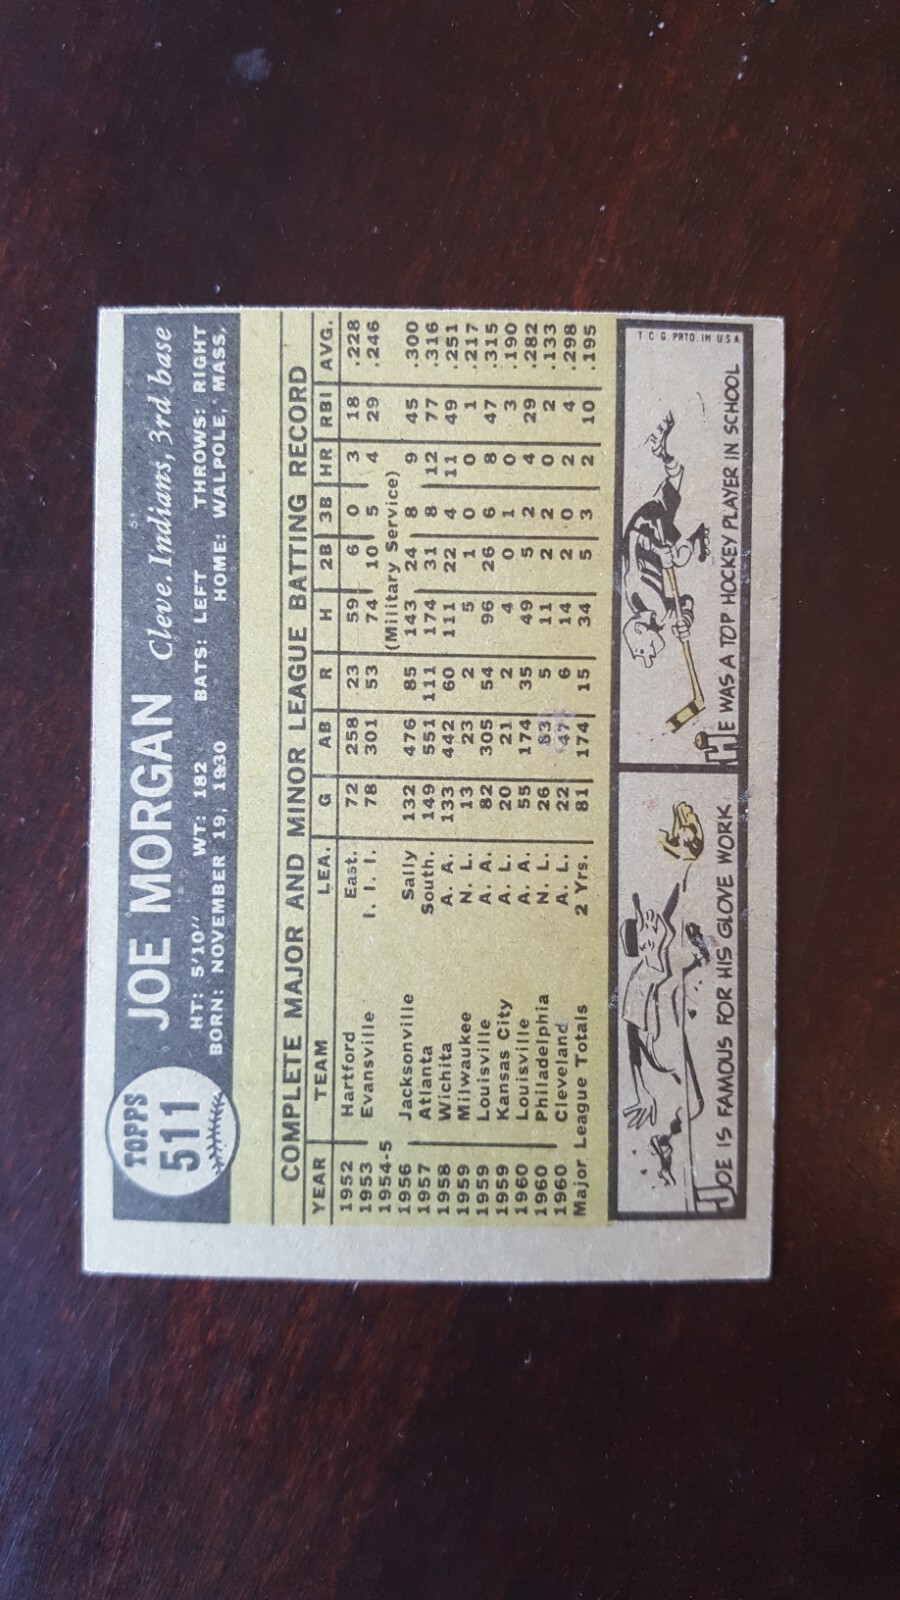 TOPPS
511
JOE MORGAN Cleve. Indians, 3rd base
HT: 5'10" WT: 182 BATS: LEFT THROWS: RIGHT
BORN: NOVEMBER 19, 1930 HOME: WALPOLE, MASS.
COMPLETE MAJOR AND MINOR LEAGUE BATTING RECORD
YEAR TEAM LEA. G AB R H 2B 3B HR RBI AVG.
1952 Hartford East. 72 258 23 59 6 0 3 18 .228
1953 Evansville I. I. I. 78 301 53 74 10 5 4 29 .246
1954-5 (Military Service)
1956 Jacksonville Sally 132 476 85 143 24 8 9 45 .300
1957 Atlanta South. 149 551 111 174 31 8 12 77 .316
1958 Wichita A. A. 133 442 60 111 22 4 11 49 .251
1959 Milwaukee N. L. 13 23 2 5 1 0 0 1 .217
1959 Louisville A. A. 82 305 54 96 26 6 8 47 .315
1959 Kansas City A. L. 20 21 2 4 0 1 0 3 .190
1960 Louisville A. A. 55 174 35 49 5 2 4 29 .282
1960 Philadelphia N. L. 26 83 5 11 2 2 0 2 .133
1960 Cleveland A. L. 22 47 6 14 2 0 2 4 .298
Major League Totals 2 Yrs. 81 174 15 34 5 3 2 10 .195
JOE IS FAMOUS FOR HIS GLOVE WORK
HE WAS A TOP HOCKEY PLAYER IN SCHOOL
T. C. G. PRTD. IN U S A